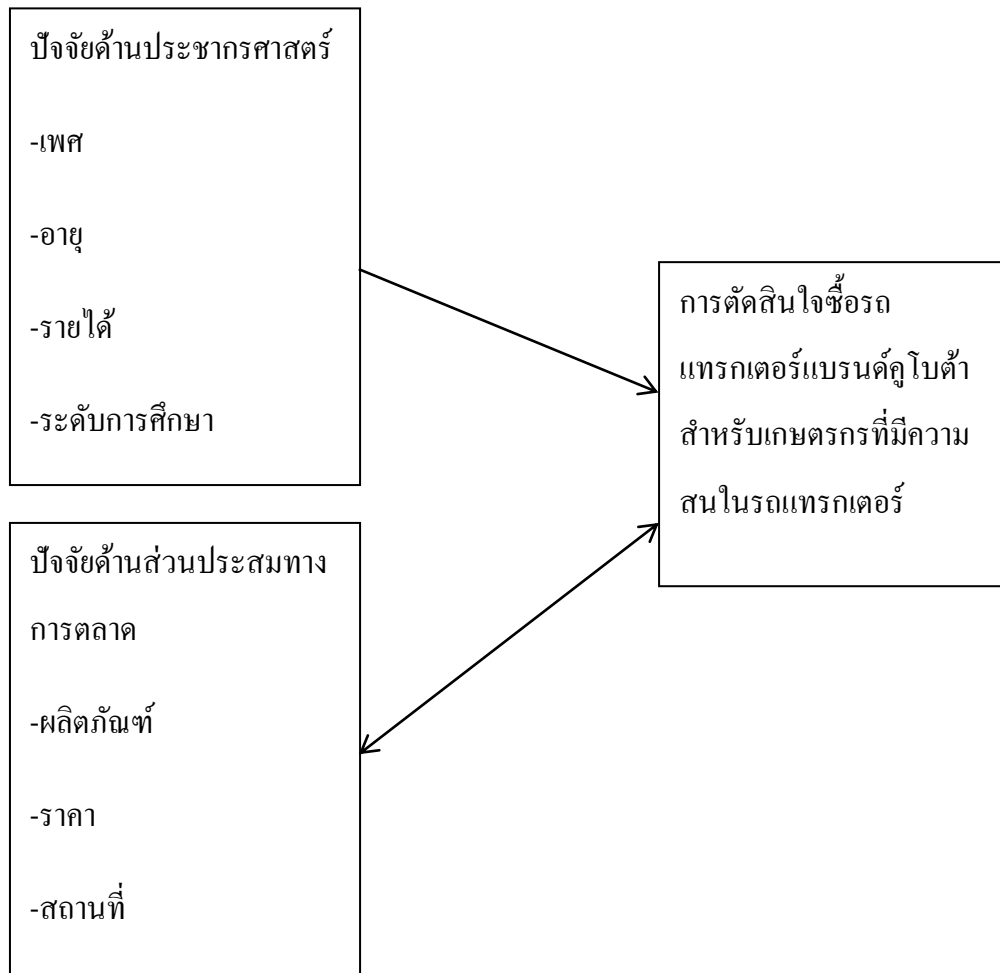 ปัจจัยด้านประชากรศาสตร์
-เพศ
-อายุ
-รายได้
-ระดับการศึกษา
การตัดสินใจซื้อรถ
แทรกเตอร์แบรนด์คูโบต้า
สำหรับเกษตรกรที่มีความ
สนในรถแทรกเตอร์
ปัจจัยด้านส่วนประสมทาง
การตลาด
-ผลิตภัณฑ์
-ราคา
-สถานที่